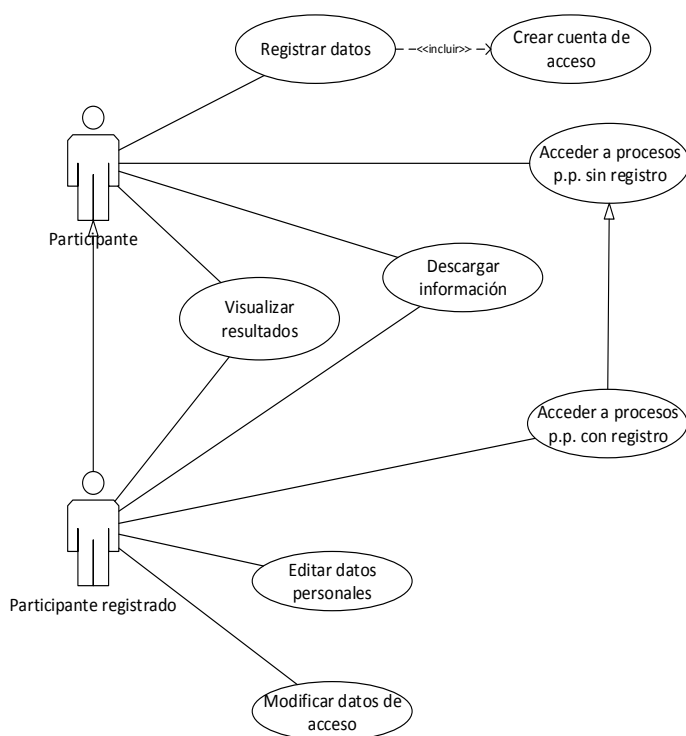 Registrar datos
<<incluir>>
Crear cuenta de
acceso
Acceder a procesos
p.p. sin registro
Participante
Descargar
información
Visualizar
resultados
Acceder a procesos
p.p. con registro
Editar datos
personales
Participante registrado
Modificar datos de
acceso